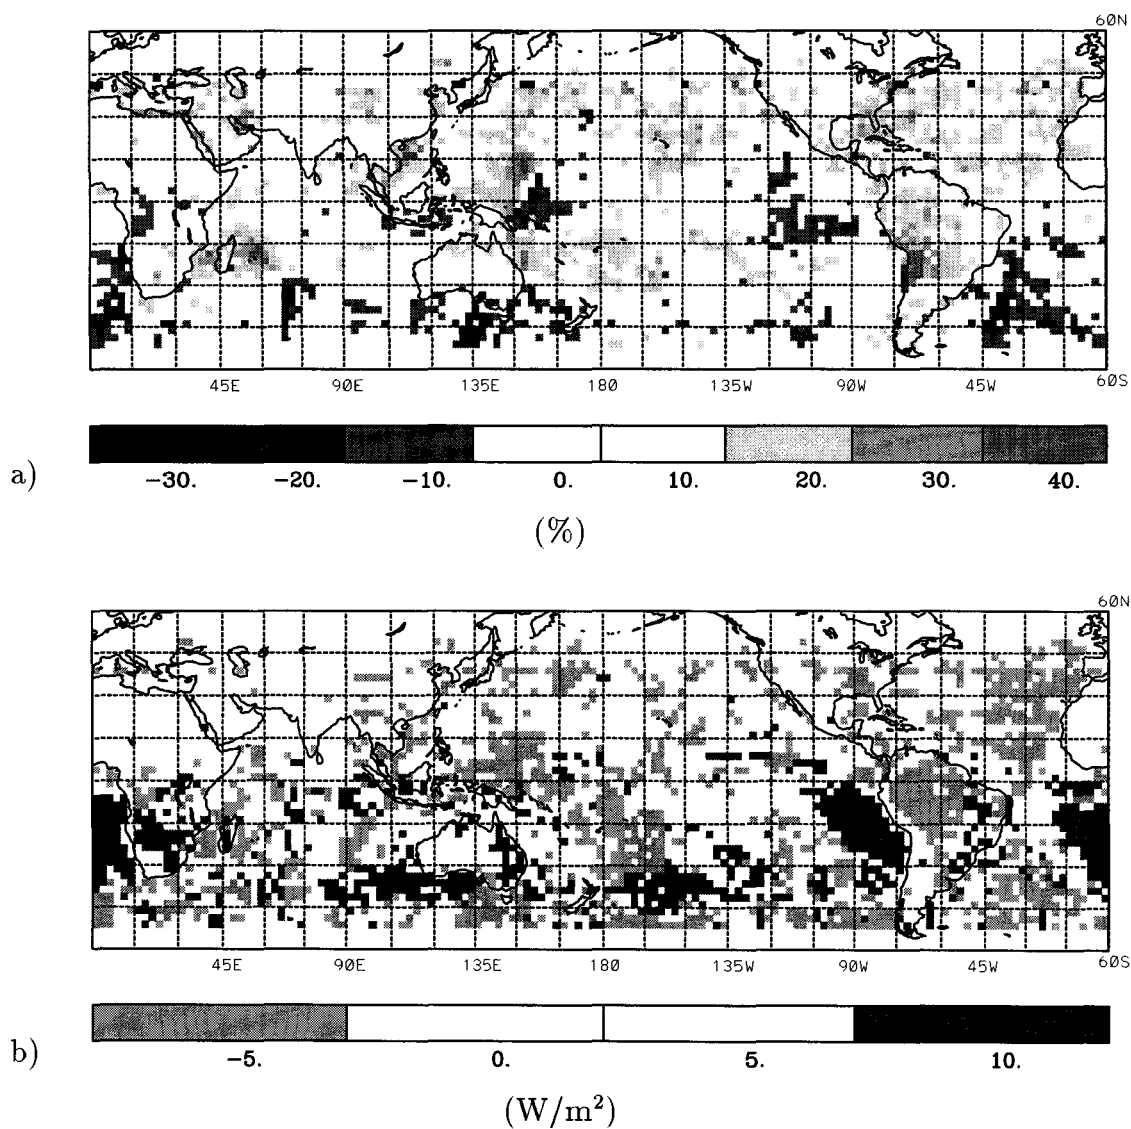 60N
45E 90E 135E 180 135W 90W 45W 60S
a) -30. -20. -10. 0. 10. 20. 30. 40.
(%)
60N
45E 90E 135E 180 135W 90W 45W 60S
b) -5. 0. 5. 10.
(W/m²)